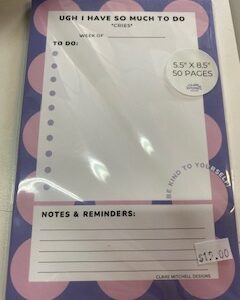 UGH I HAVE SO MUCH TO DO
*CRIES*
WEEK OF
TO DO:
5.5" X 8.5"
50 PAGES
BE KIND TO YOURSELF!
NOTES & REMINDERS:
$19.00
CLAIRE MITCHELL DESIGNS